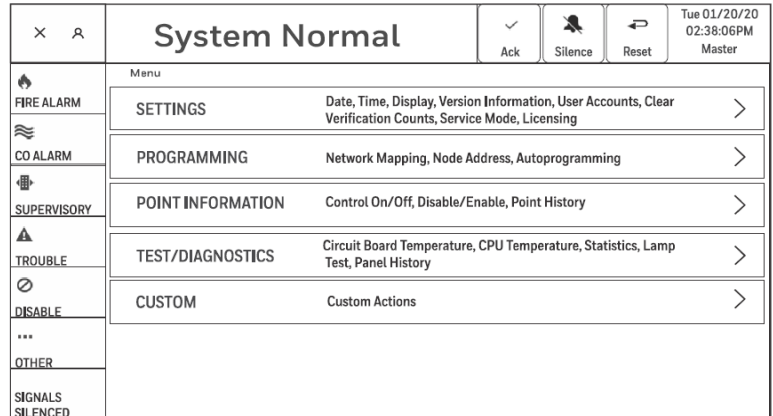 System Normal
Ack
Silence
Reset
Tue 01/20/20
02:38:06PM
Master
Menu
FIRE ALARM
CO ALARM
SUPERVISORY
TROUBLE
DISABLE
OTHER
SIGNALS
SILENCED
SETTINGS
Date, Time, Display, Version Information, User Accounts, Clear
Verification Counts, Service Mode, Licensing
PROGRAMMING
Network Mapping, Node Address, Autoprogramming
POINT INFORMATION
Control On/Off, Disable/Enable, Point History
TEST/DIAGNOSTICS
Circuit Board Temperature, CPU Temperature, Statistics, Lamp
Test, Panel History
CUSTOM
Custom Actions